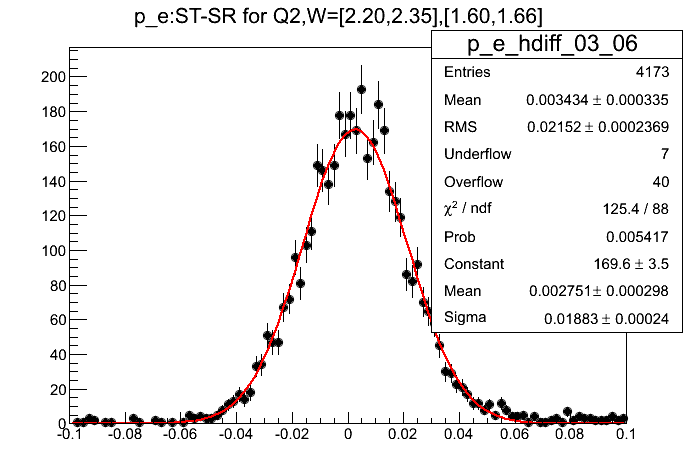 p_e:ST-SR for Q2,W=[2.20,2.35],[1.60,1.66]
p_e_hdiff_03_06
Entries 4173
Mean 0.003434 ± 0.000335
RMS 0.02152 ± 0.0002369
Underflow 7
Overflow 40
χ² / ndf 125.4 / 88
Prob 0.005417
Constant 169.6 ± 3.5
Mean 0.002751 ± 0.000298
Sigma 0.01883 ± 0.00024
200
180
160
140
120
100
80
60
40
20
0
-0.1 -0.08 -0.06 -0.04 -0.02 0 0.02 0.04 0.06 0.08 0.1